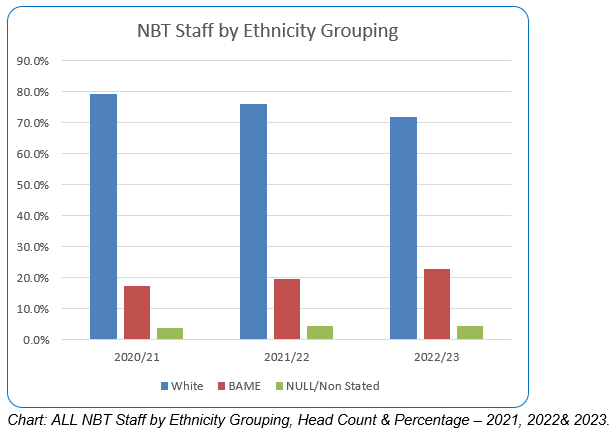 NBT Staff by Ethnicity Grouping
90.0%
80.0%
70.0%
60.0%
50.0%
40.0%
30.0%
20.0%
10.0%
0.0%
2020/21 2021/22 2022/23
White BAME NULL/Non Stated
Chart: ALL NBT Staff by Ethnicity Grouping, Head Count & Percentage – 2021, 2022& 2023.